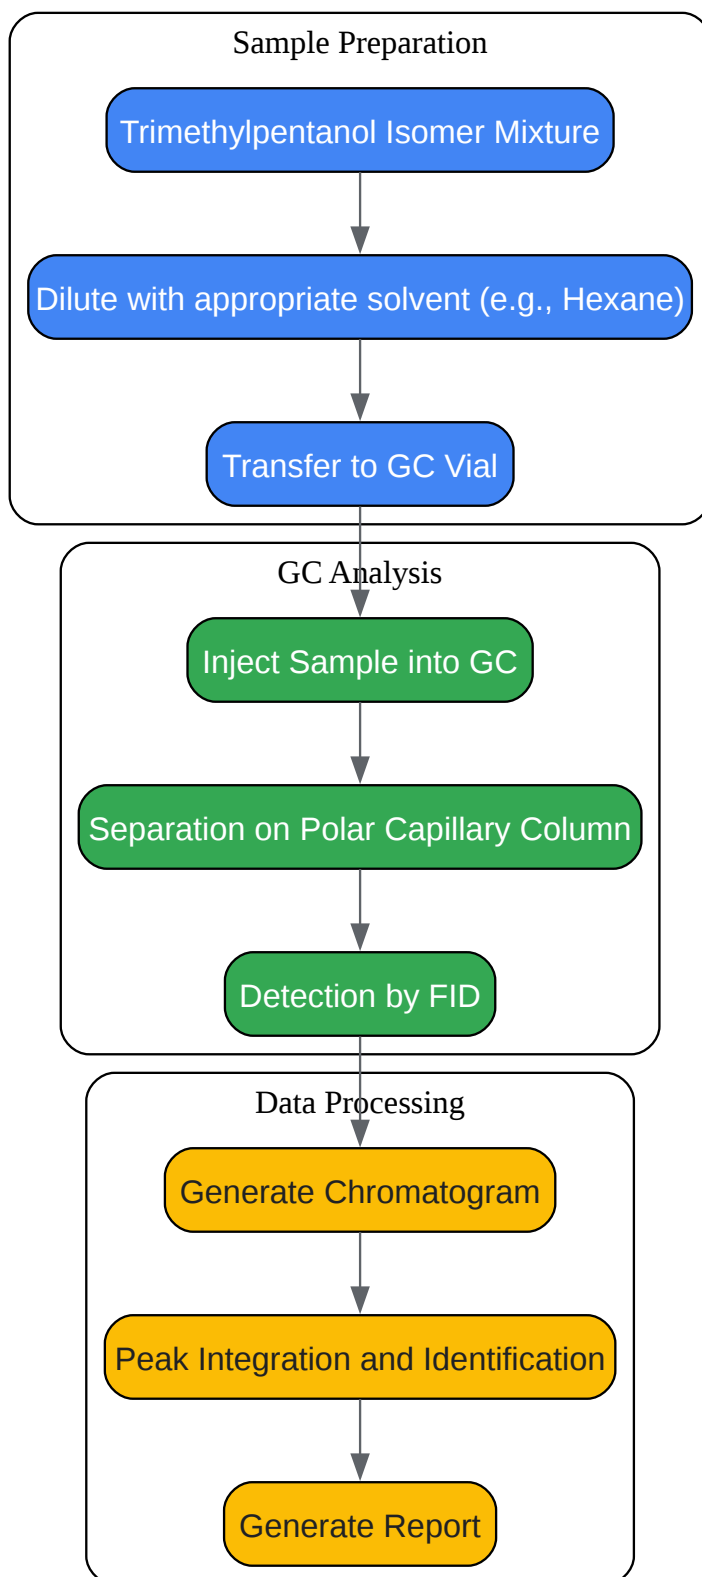 Sample Preparation
Trimethylpentanol Isomer Mixture
Dilute with appropriate solvent (e.g., Hexane)
Transfer to GC Vial
GC Analysis
Inject Sample into GC
Separation on Polar Capillary Column
Detection by FID
Data Processing
Generate Chromatogram
Peak Integration and Identification
Generate Report